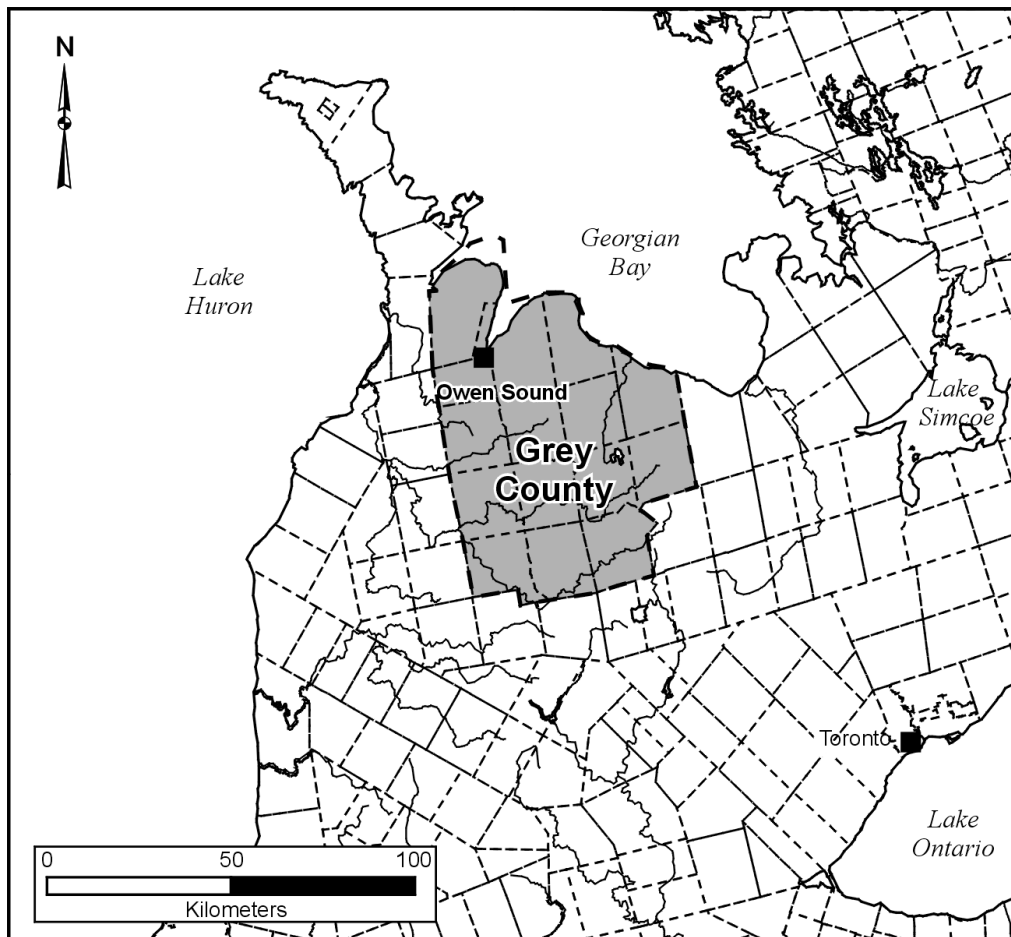 N
Georgian
Bay
Lake
Huron
Owen Sound
Lake
Simcoe
Grey
County
Toronto
Lake
Ontario
0 50 100
Kilometers